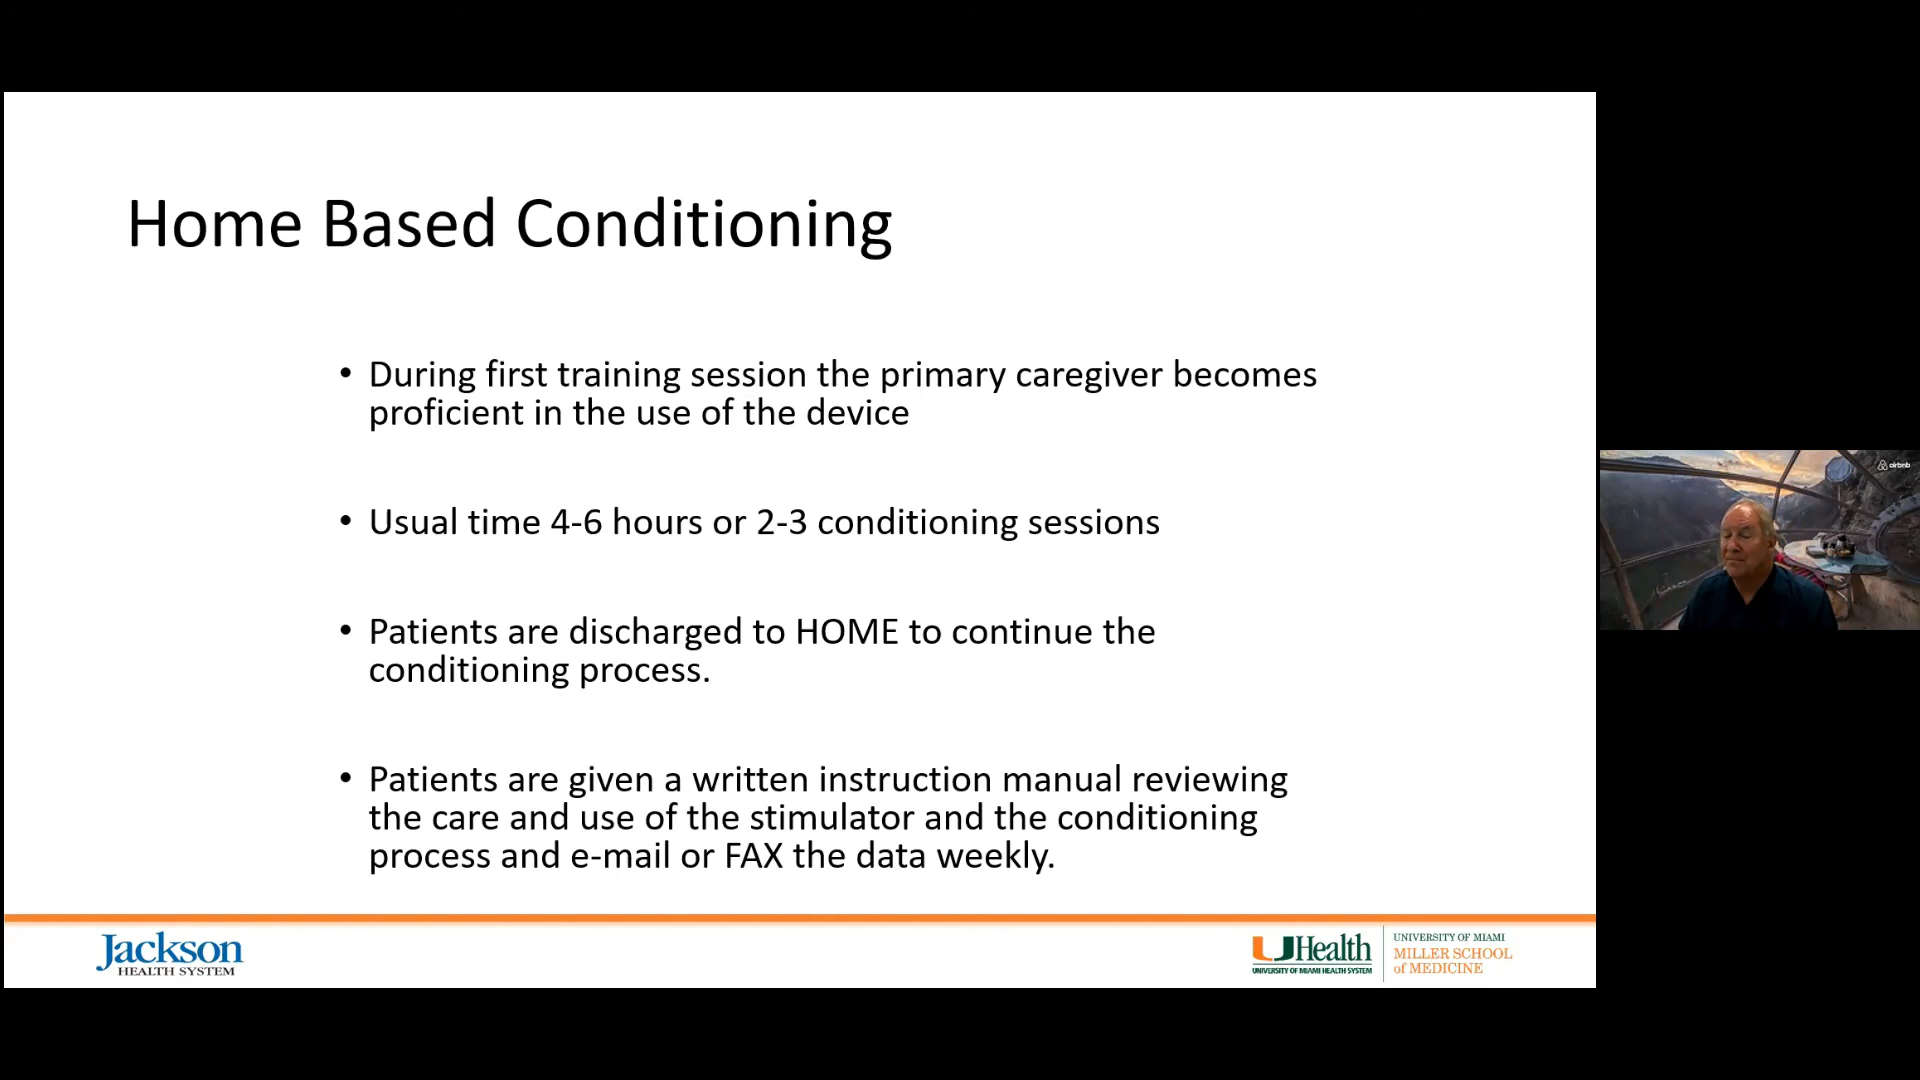 Home Based Conditioning
• During first training session the primary caregiver becomes
proficient in the use of the device
• Usual time 4-6 hours or 2-3 conditioning sessions
• Patients are discharged to HOME to continue the
conditioning process.
• Patients are given a written instruction manual reviewing
the care and use of the stimulator and the conditioning
process and e-mail or FAX the data weekly.
airbnb
Jackson
HEALTH SYSTEM
UHealth
UNIVERSITY OF MIAMI HEALTH SYSTEM
UNIVERSITY OF MIAMI
MILLER SCHOOL
of MEDICINE